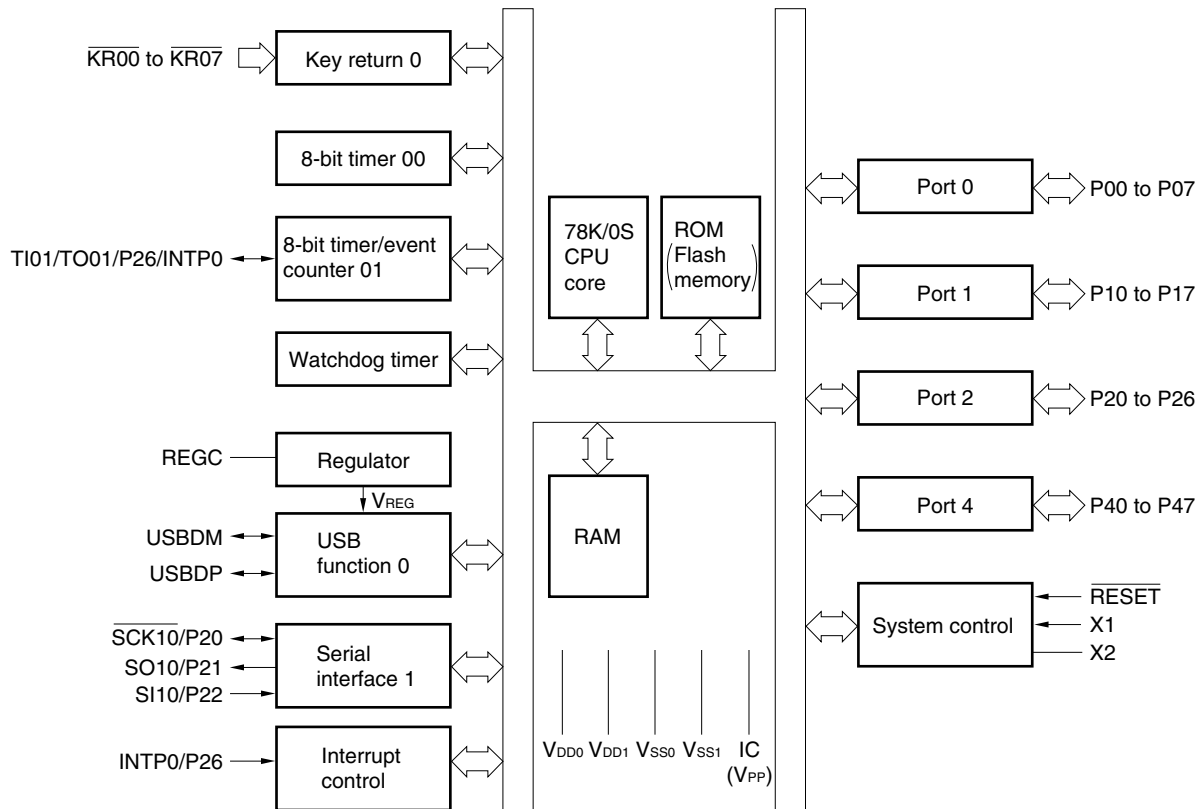 KR00 to KR07
Key return 0
8-bit timer 00
TI01/TO01/P26/INTP0
8-bit timer/event
counter 01
Watchdog timer
REGC
Regulator
VREG
USBDM
USBDP
USB
function 0
SCK10/P20
SO10/P21
SI10/P22
Serial
interface 1
INTP0/P26
Interrupt
control
78K/0S
CPU
core
ROM
(Flash
memory)
RAM
VDD0 VDD1 VSS0 VSS1 IC
(VPP)
Port 0
P00 to P07
Port 1
P10 to P17
Port 2
P20 to P26
Port 4
P40 to P47
System control
RESET
X1
X2